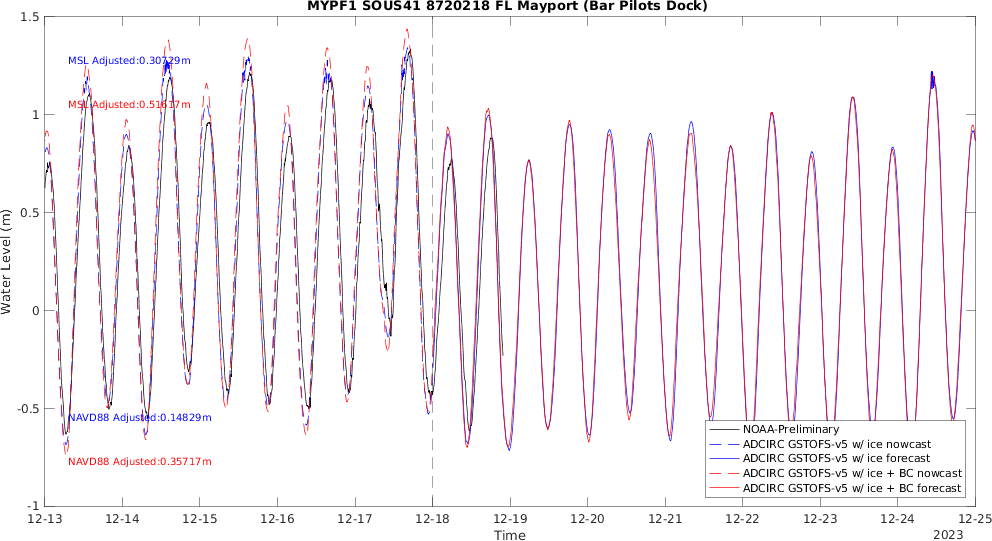 MYPF1 SOUS41 8720218 FL Mayport (Bar Pilots Dock)
1.5
1
0.5
0
-0.5
-1
Water Level (m)
MSL Adjusted:0.30729m
MSL Adjusted:0.51617m
NAVD88 Adjusted:0.14829m
NAVD88 Adjusted:0.35717m
NOAA-Preliminary
ADCIRC GSTOFS-v5 w/ ice nowcast
ADCIRC GSTOFS-v5 w/ ice forecast
ADCIRC GSTOFS-v5 w/ ice + BC nowcast
ADCIRC GSTOFS-v5 w/ ice + BC forecast
12-13 12-14 12-15 12-16 12-17 12-18 12-19 12-20 12-21 12-22 12-23 12-24 12-25
Time
2023